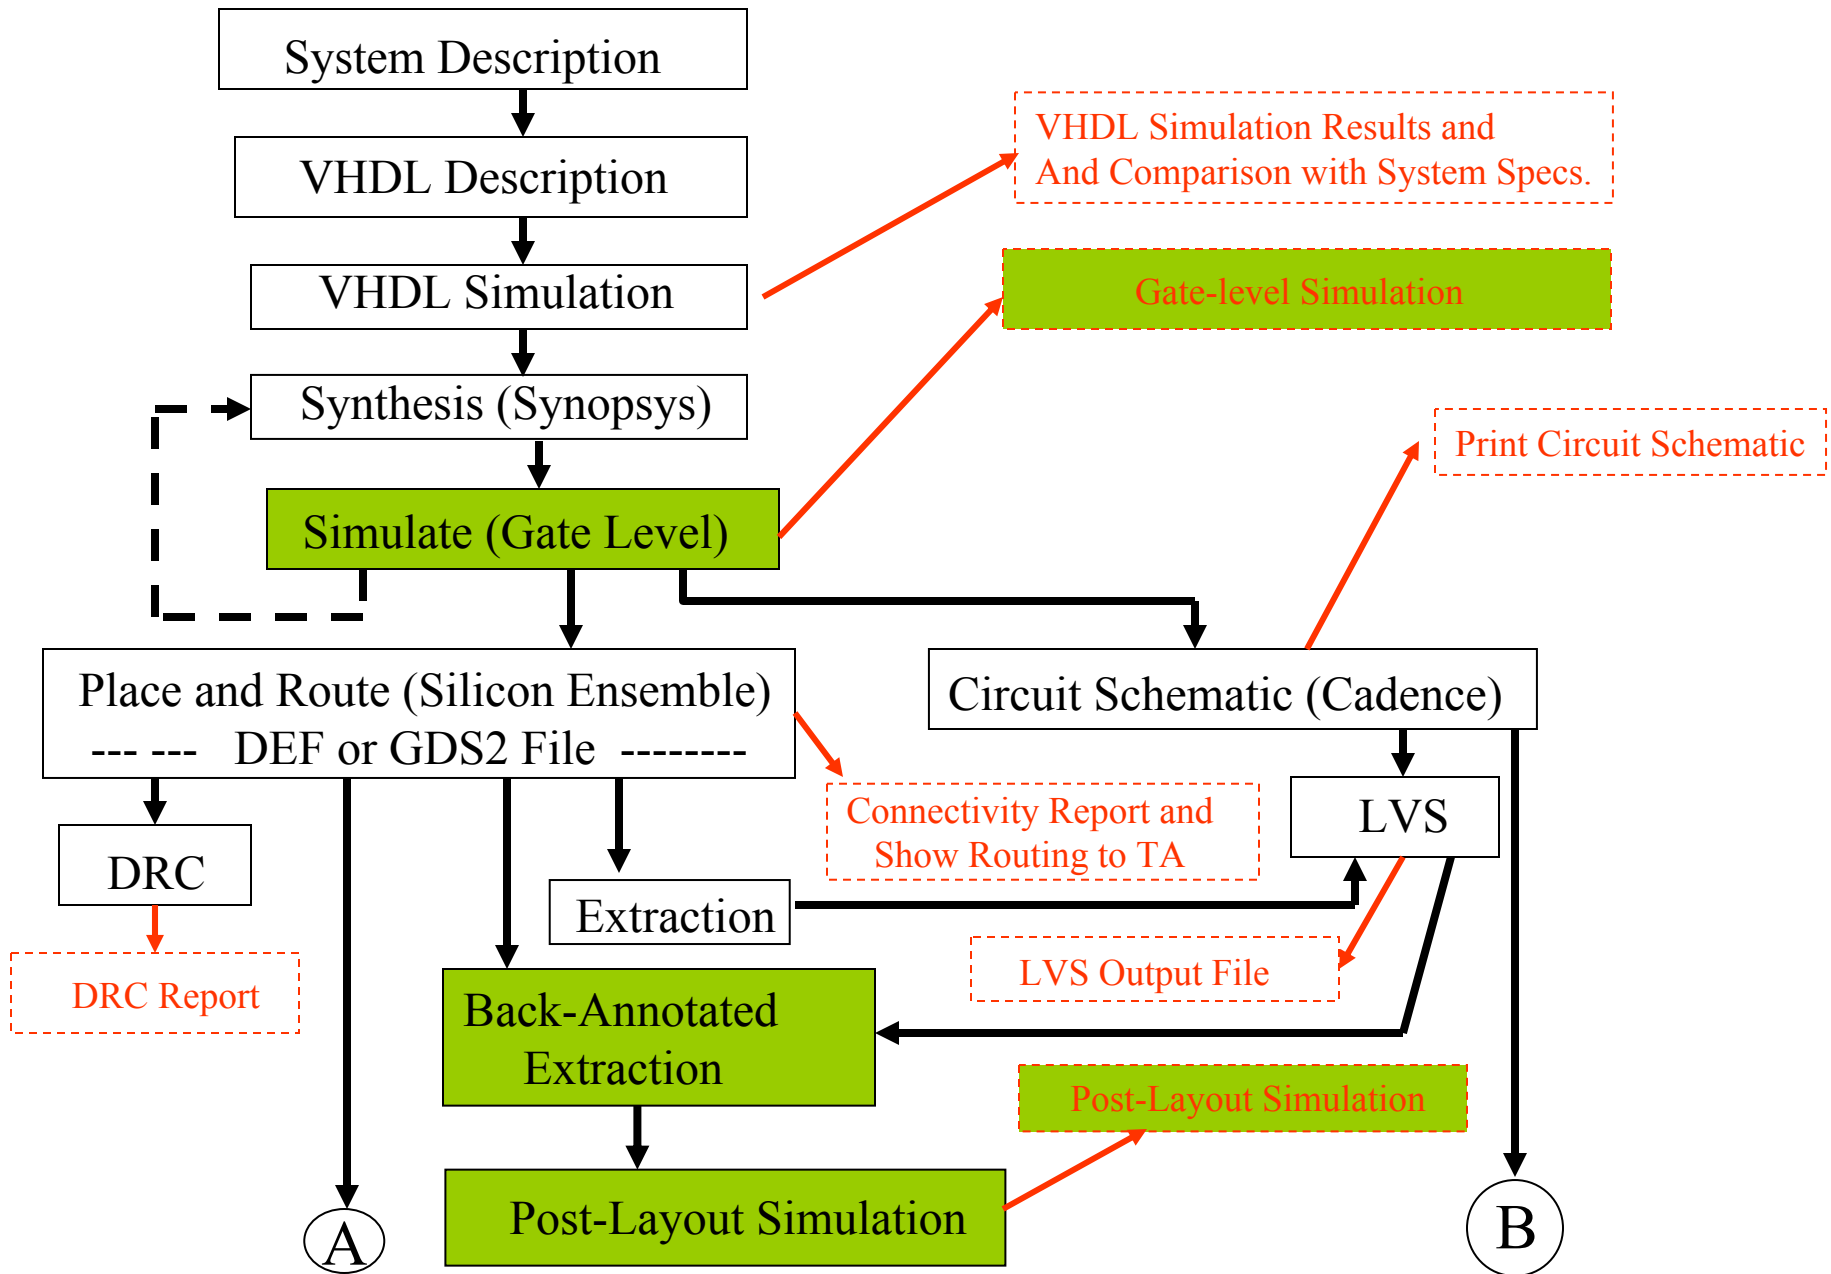 System Description
VHDL Description
VHDL Simulation Results and
And Comparison with System Specs.
VHDL Simulation
Gate-level Simulation
Synthesis (Synopsys)
Print Circuit Schematic
Simulate (Gate Level)
Place and Route (Silicon Ensemble)
--- --- DEF or GDS2 File --------
Circuit Schematic (Cadence)
Connectivity Report and
Show Routing to TA
LVS
DRC
Extraction
DRC Report
LVS Output File
Back-Annotated
Extraction
Post-Layout Simulation
Post-Layout Simulation
A
B